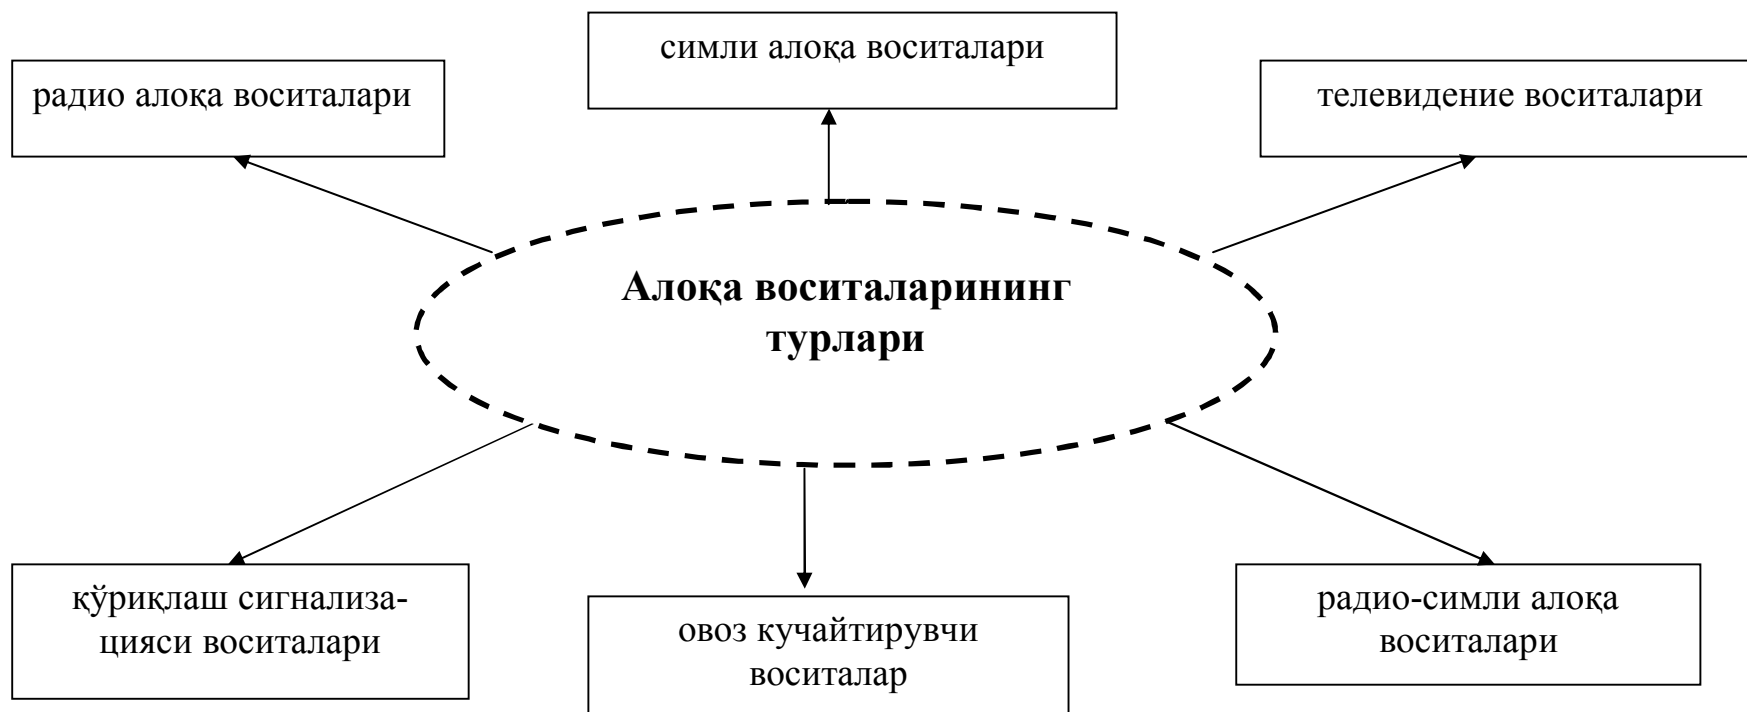 симли алоқа воситалари
радио алоқа воситалари
телевидение воситалари
Алоқа воситаларининг
турлари
қўриқлаш сигнализа-
цияси воситалари
овоз кучайтирувчи
воситалар
радио-симли алоқа
воситалари